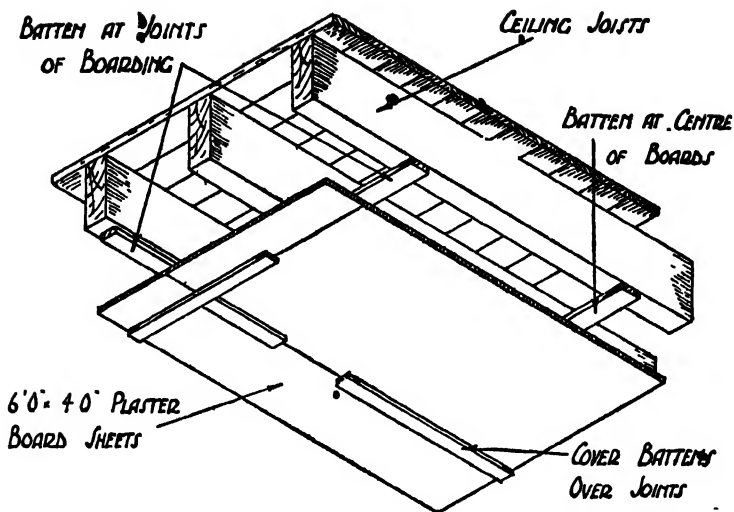 BATTEN AT JOINTS
OF BOARDING
CEILING JOISTS
BATTEN AT CENTRE
OF BOARDS
6'0" × 4'0" PLASTER
BOARD SHEETS
COVER BATTENS
OVER JOINTS